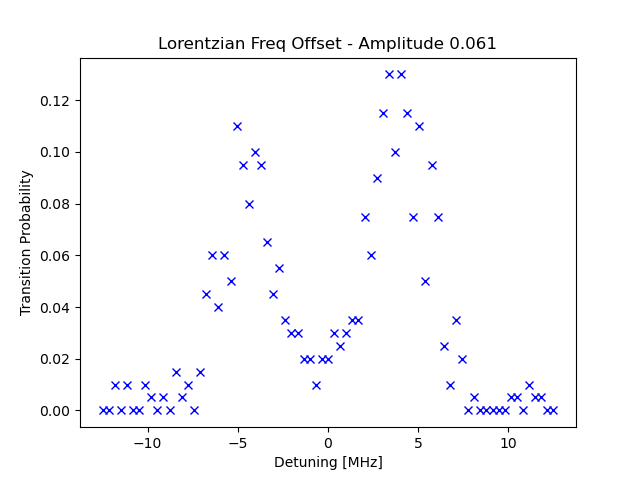 Lorentzian Freq Offset - Amplitude 0.061
Transition Probability
0.12
0.10
0.08
0.06
0.04
0.02
0.00
−10 −5 0 5 10
Detuning [MHz]